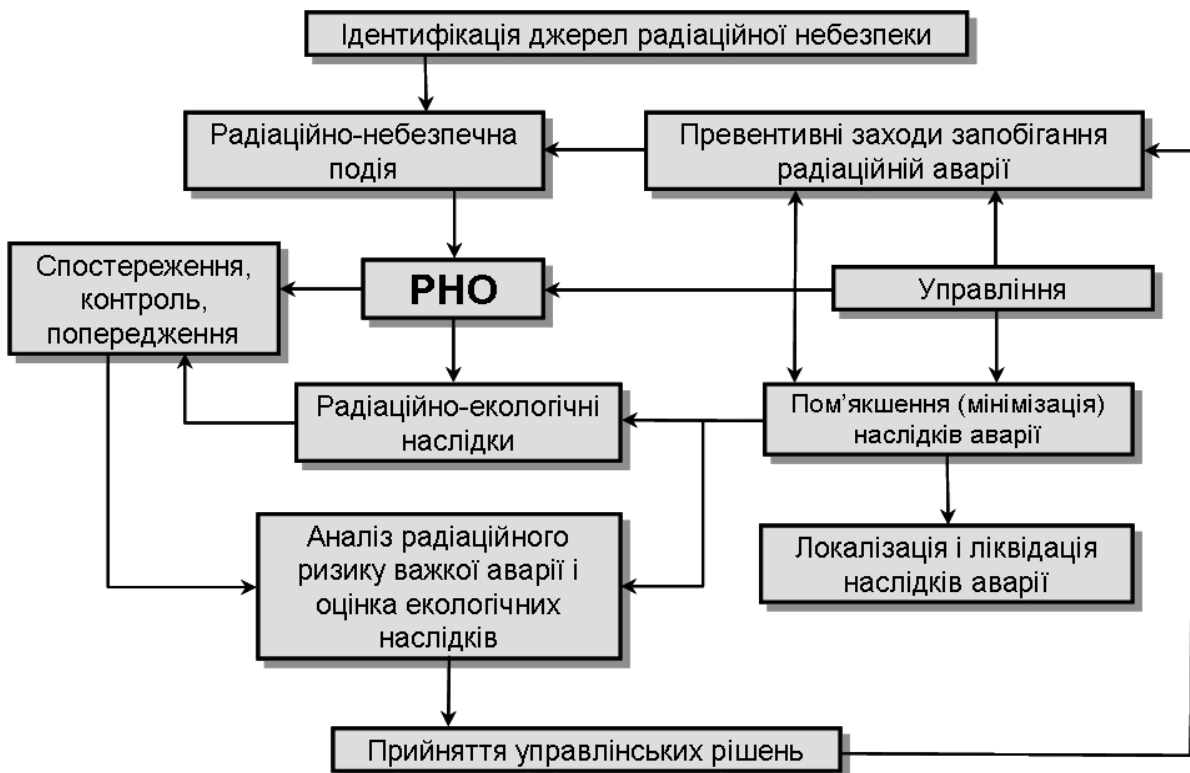 Ідентифікація джерел радіаційної небезпеки
Радіаційно-небезпечна
подія
Превентивні заходи запобігання
радіаційній аварії
Спостереження,
контроль,
попередження
РНО
Управління
Радіаційно-екологічні
наслідки
Пом’якшення (мінімізація)
наслідків аварії
Аналіз радіаційного
ризику важкої аварії і
оцінка екологічних
наслідків
Локалізація і ліквідація
наслідків аварії
Прийняття управлінських рішень